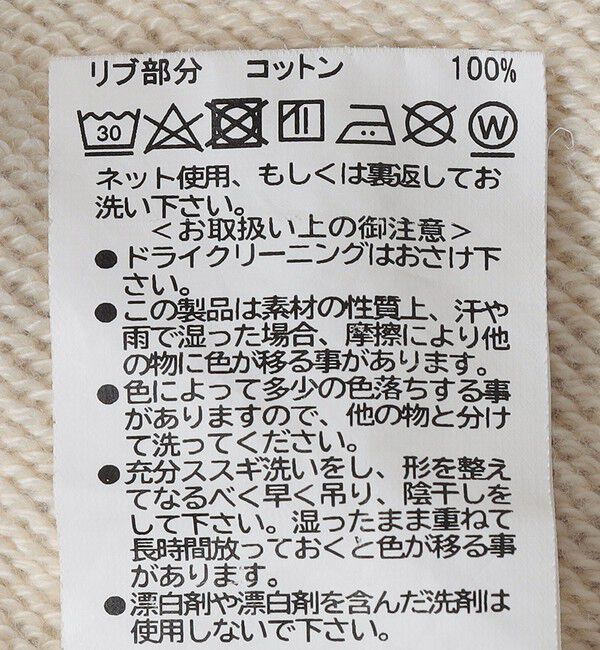 リブ部分 コットン 100%
30 W
ネット使用、もしくは裏返してお
洗い下さい。
<お取扱い上の御注意>
●ドライクリーニングはおさけ下
さい。
●この製品は素材の性質上、汗や
雨で湿った場合、摩擦により他
の物に色が移る事があります。
●色によって多少の色落ちする事
がありますので、他の物と分け
て洗ってください。
●充分ススギ洗いをし、形を整え
てなるべく早く吊り、陰干しを
して下さい。湿ったまま重ねて
長時間放っておくと色が移る事
があります。
●漂白剤や漂白剤を含んだ洗剤は
使用しないで下さい。